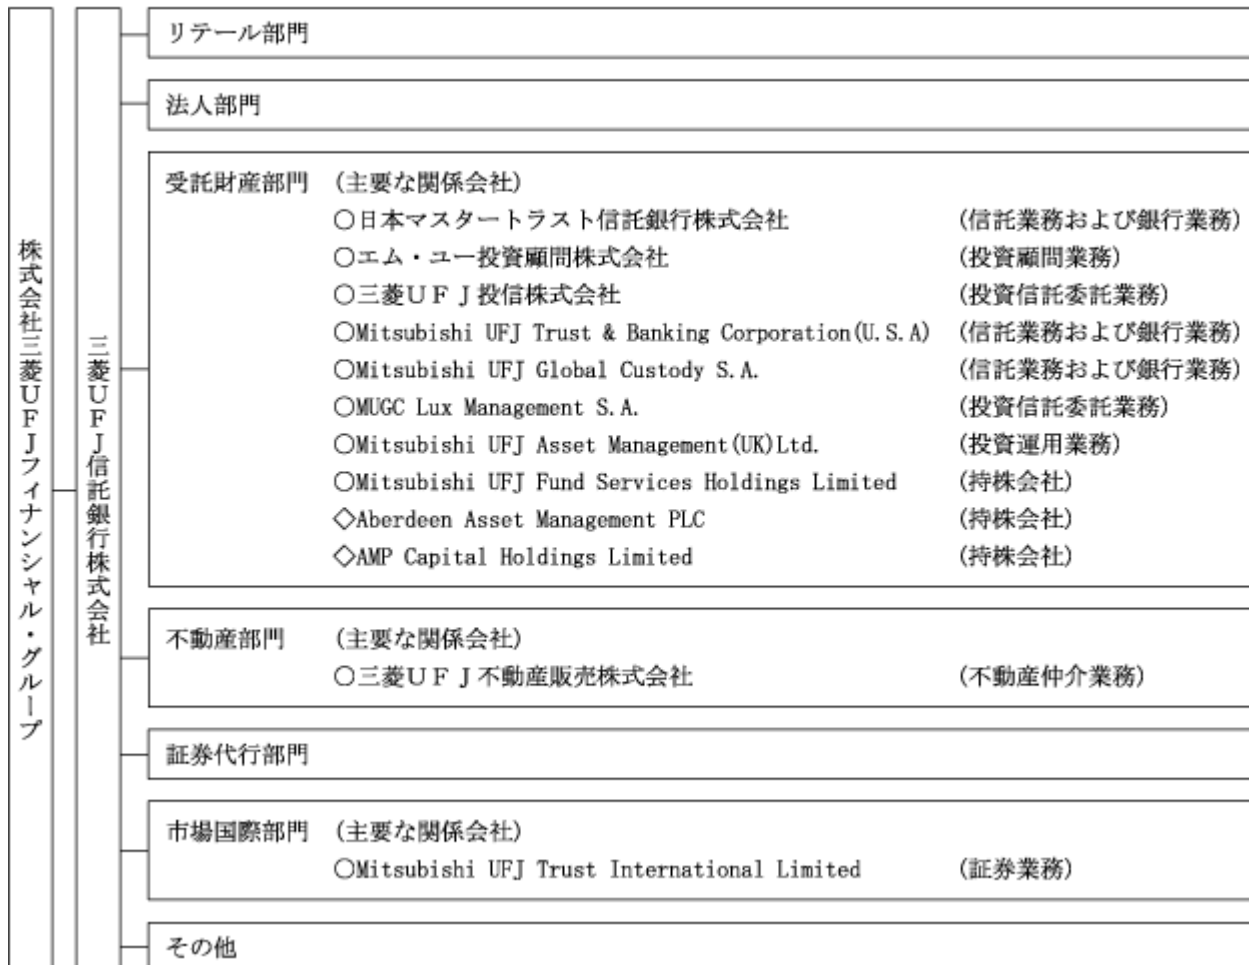 株式会社三菱UFJフィナンシャル・グループ
三菱UFJ信託銀行株式会社
リテール部門
法人部門
受託財産部門 (主要な関係会社)
○日本マスタートラスト信託銀行株式会社 (信託業務および銀行業務)
○エム・ユー投資顧問株式会社 (投資顧問業務)
○三菱UFJ投信株式会社 (投資信託委託業務)
○Mitsubishi UFJ Trust & Banking Corporation(U.S.A) (信託業務および銀行業務)
○Mitsubishi UFJ Global Custody S.A. (信託業務および銀行業務)
○MUGC Lux Management S.A. (投資信託委託業務)
○Mitsubishi UFJ Asset Management(UK)Ltd. (投資運用業務)
○Mitsubishi UFJ Fund Services Holdings Limited (持株会社)
◇Aberdeen Asset Management PLC (持株会社)
◇AMP Capital Holdings Limited (持株会社)
不動産部門 (主要な関係会社)
○三菱UFJ不動産販売株式会社 (不動産仲介業務)
証券代行部門
市場国際部門 (主要な関係会社)
○Mitsubishi UFJ Trust International Limited (証券業務)
その他